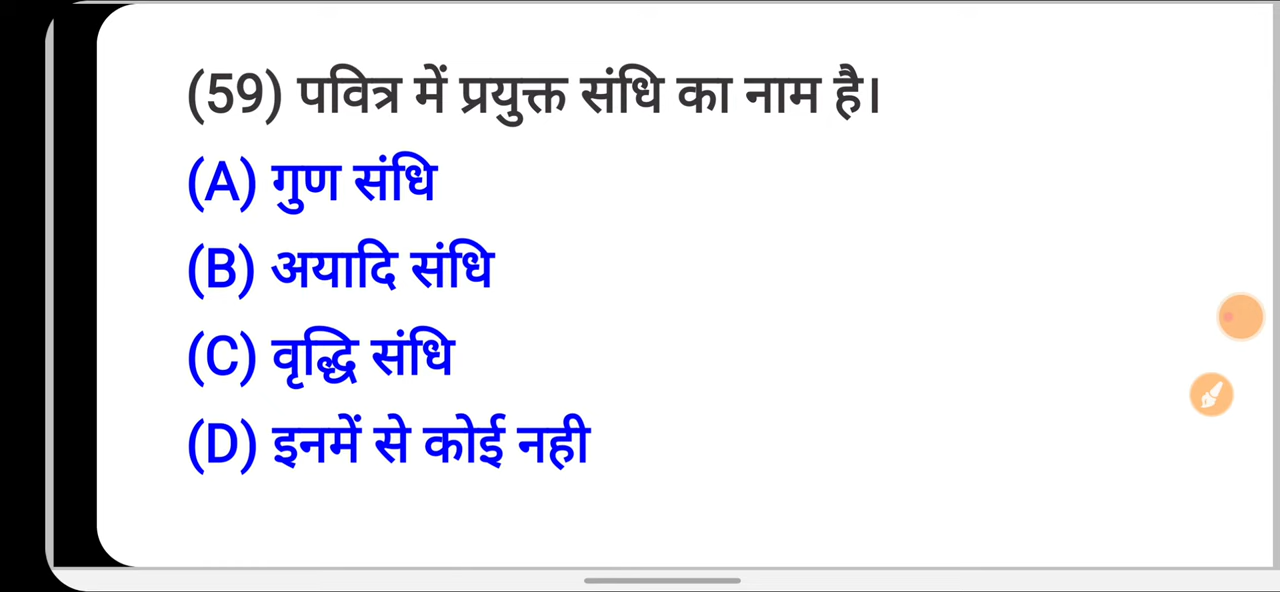 (59) पवित्र में प्रयुक्त संधि का नाम है।
(A) गुण संधि
(B) अयादि संधि
(C) वृद्धि संधि
(D) इनमें से कोई नही